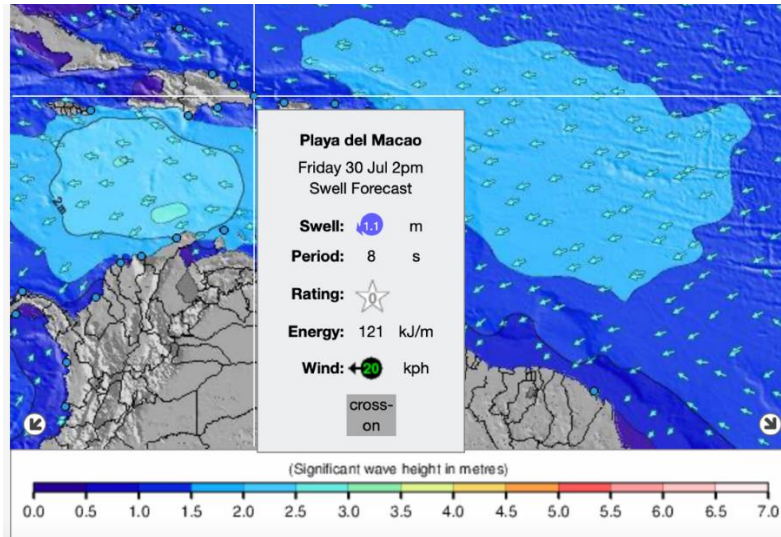 2m
Playa del Macao
Friday 30 Jul 2pm
Swell Forecast
Swell: 1.1 m
Period: 8 s
Rating: 0
Energy: 121 kJ/m
Wind: 20 kph
cross-
on
(Significant wave height in metres)
0.0 0.5 1.0 1.5 2.0 2.5 3.0 3.5 4.0 4.5 5.0 5.5 6.0 6.5 7.0